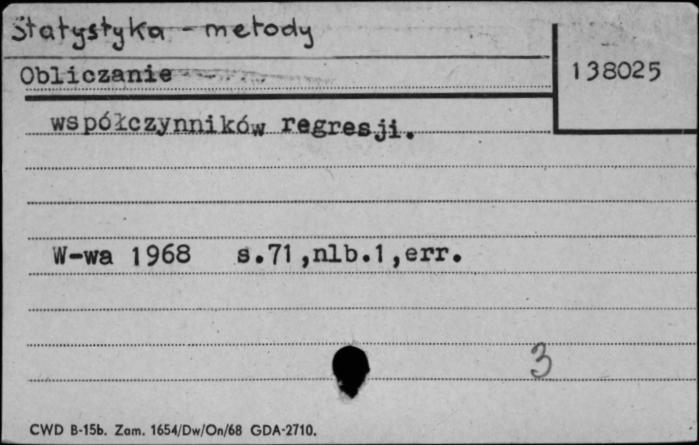 Statystyka - metody
Obliczanie
138025
współczynników regresji.
W-wa 1968 s.71,nlb.1,err.
3
CWD B-15b. Zam. 1654/Dw/On/68 GDA-2710.